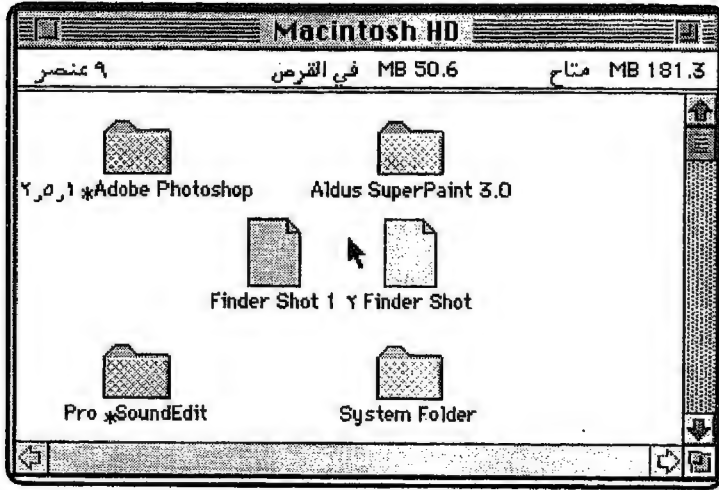 Macintosh HD
٩ عنصر
MB 50.6 في القرص
MB 181.3 متاح
Adobe Photoshop* ٢٫٥٫١
Aldus SuperPaint 3.0
Finder Shot 1
٢ Finder Shot
Pro *SoundEdit
System Folder